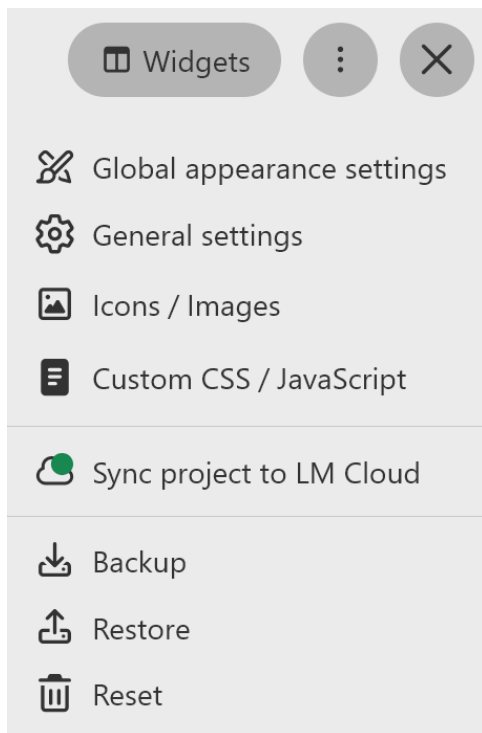 Widgets
Global appearance settings
General settings
Icons / Images
Custom CSS / JavaScript
Sync project to LM Cloud
Backup
Restore
Reset